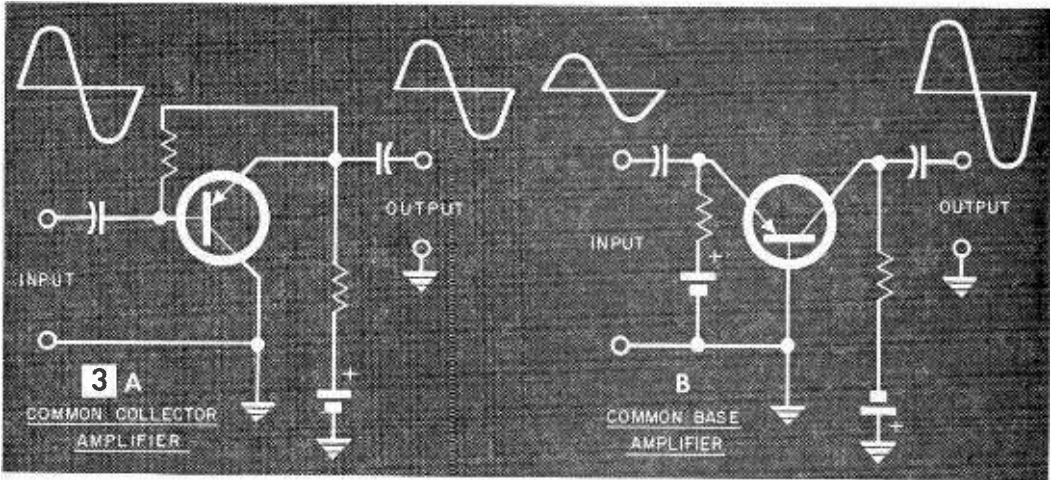 INPUT
OUTPUT
+
3 A
COMMON COLLECTOR
AMPLIFIER
INPUT
OUTPUT
+
+
B
COMMON BASE
AMPLIFIER